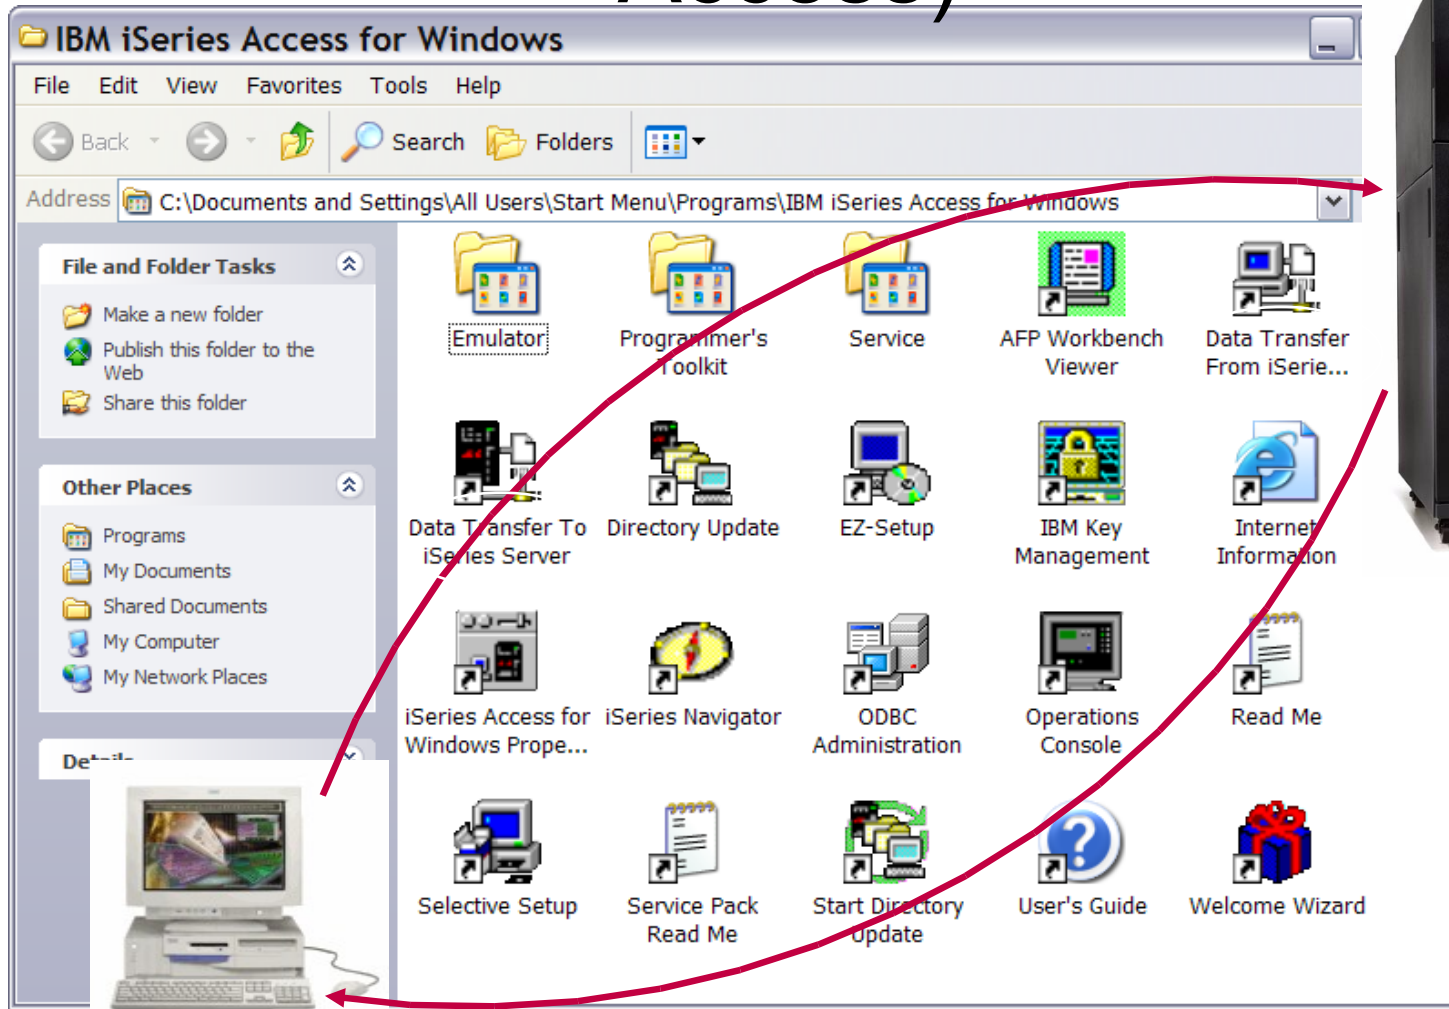 IBM iSeries Access for Windows
File Edit View Favorites Tools Help
Back Search Folders
Address C:\Documents and Settings\All Users\Start Menu\Programs\IBM iSeries Access for Windows
File and Folder Tasks
Make a new folder
Publish this folder to the
Web
Share this folder
Other Places
Programs
My Documents
Shared Documents
My Computer
My Network Places
Details
Emulator
Programmer's
Toolkit
Service
AFP Workbench
Viewer
Data Transfer
From iSerie...
Data Transfer To
iSeries Server
Directory Update
EZ-Setup
IBM Key
Management
Internet
Information
iSeries Access for
Windows Prope...
iSeries Navigator
ODBC
Administration
Operations
Console
Read Me
Selective Setup
Service Pack
Read Me
Start Directory
Update
User's Guide
Welcome Wizard